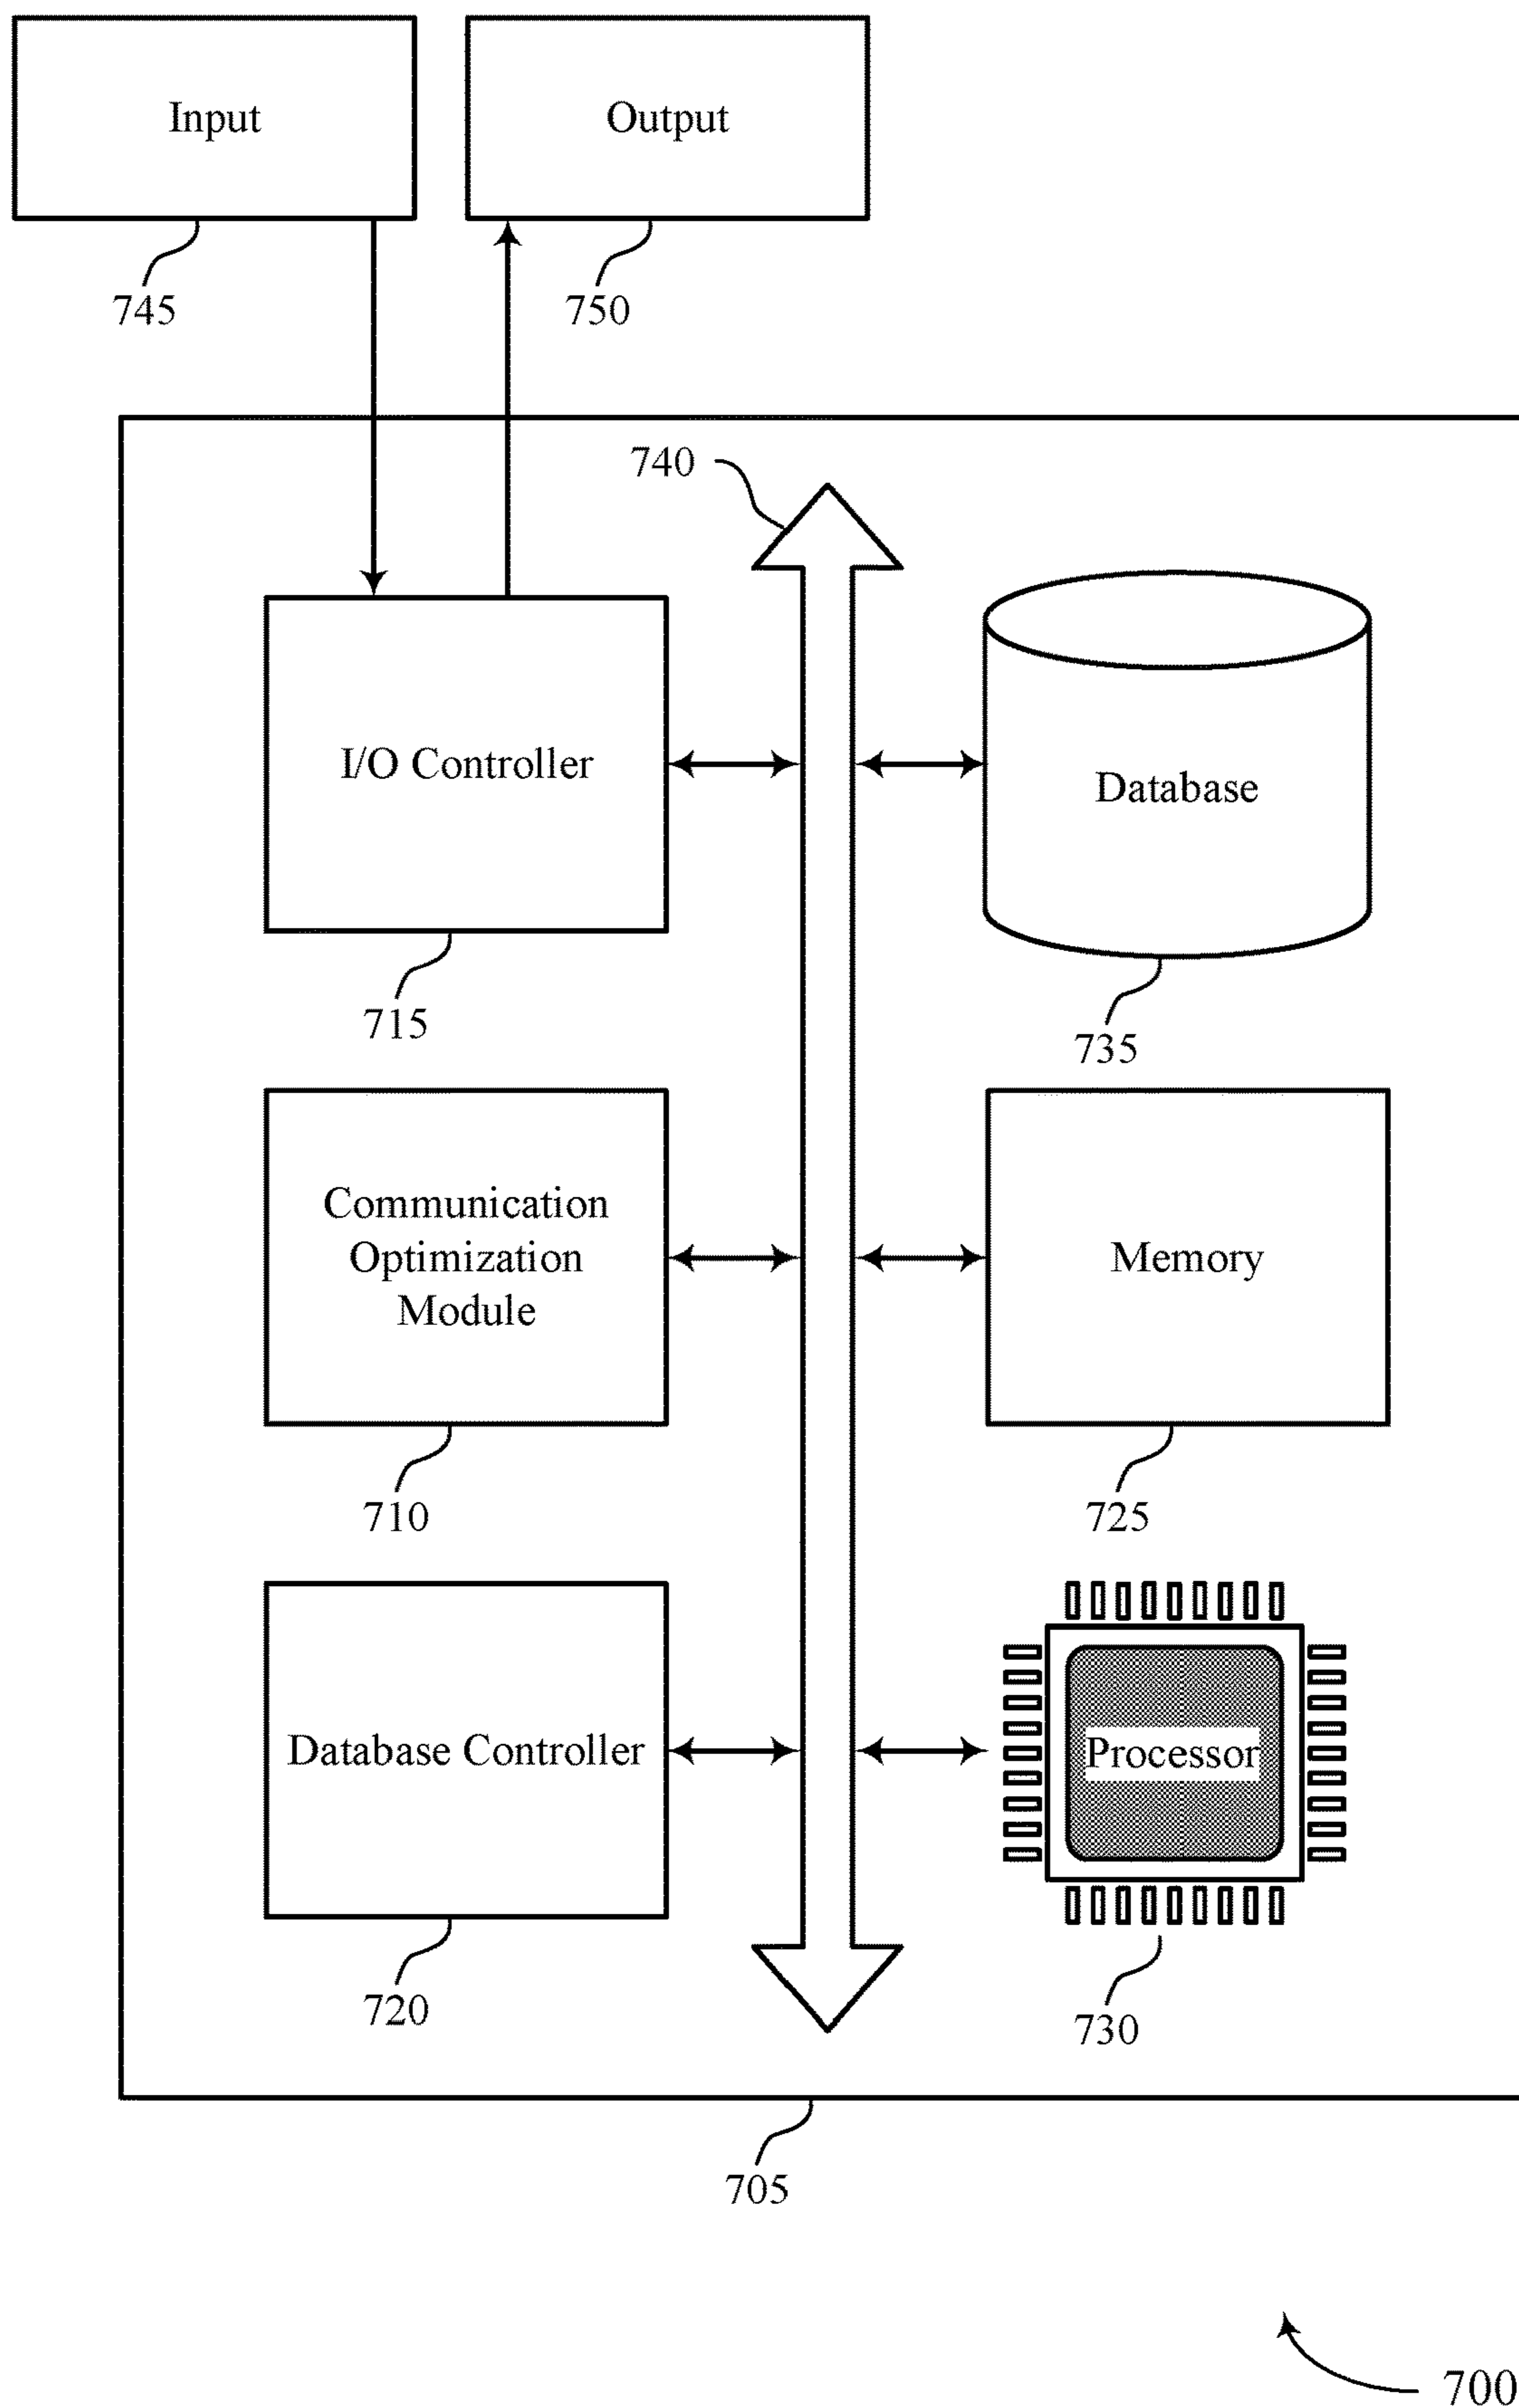 Input
Output
745
750
740
I/O Controller
Database
715
735
Communication
Optimization
Module
Memory
710
725
Database Controller
Processor
720
730
705
700